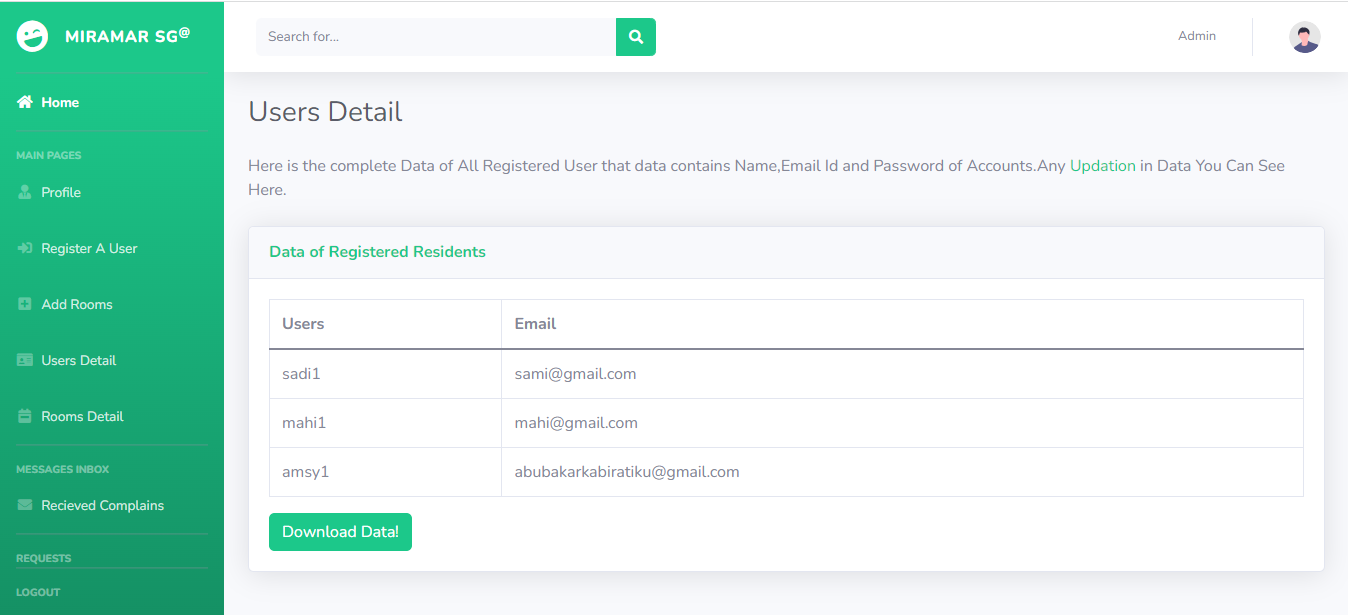 MIRAMAR SG@
Search for...
Admin
Home
MAIN PAGES
Profile
Register A User
Add Rooms
Users Detail
Rooms Detail
MESSAGES INBOX
Recieved Complains
REQUESTS
LOGOUT
Users Detail
Here is the complete Data of All Registered User that data contains Name,Email Id and Password of Accounts.Any Updation in Data You Can See
Here.
Data of Registered Residents
Users Email
sadi1 sami@gmail.com
mahi1 mahi@gmail.com
amsy1 abubakarkabiratiku@gmail.com
Download Data!